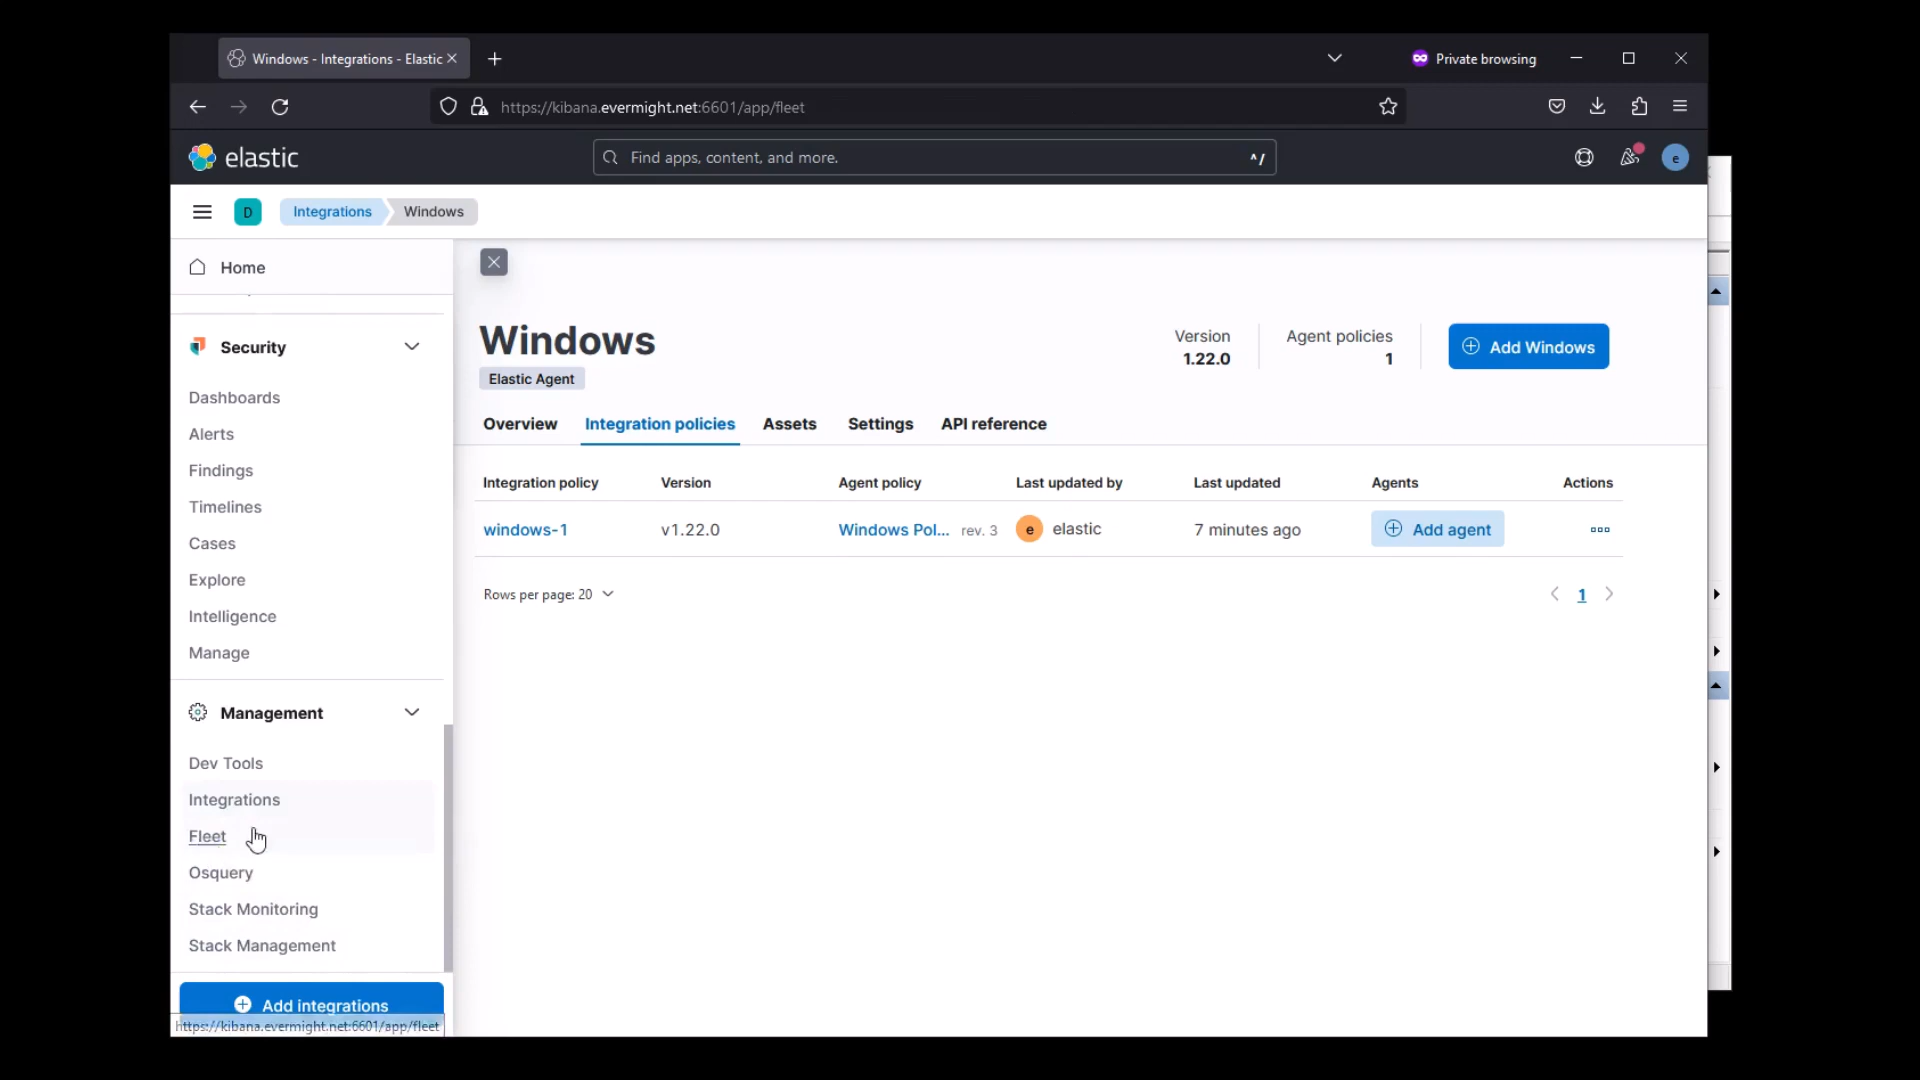 Windows - Integrations - Elastic
Private browsing
https://kibana.evermight.net:6601/app/fleet
elastic
Find apps, content, and more.
^/
e
D
Integrations
Windows
Home
Security
Dashboards
Alerts
Findings
Timelines
Cases
Explore
Intelligence
Manage
Management
Dev Tools
Integrations
Fleet
Osquery
Stack Monitoring
Stack Management
Add integrations
https://kibana.evermight.net:6601/app/fleet
Windows
Elastic Agent
Version
1.22.0
Agent policies
1
Add Windows
Overview
Integration policies
Assets
Settings
API reference
Integration policy
Version
Agent policy
Last updated by
Last updated
Agents
Actions
windows-1
v1.22.0
Windows Pol... rev. 3
e
elastic
7 minutes ago
Add agent
Rows per page: 20
1